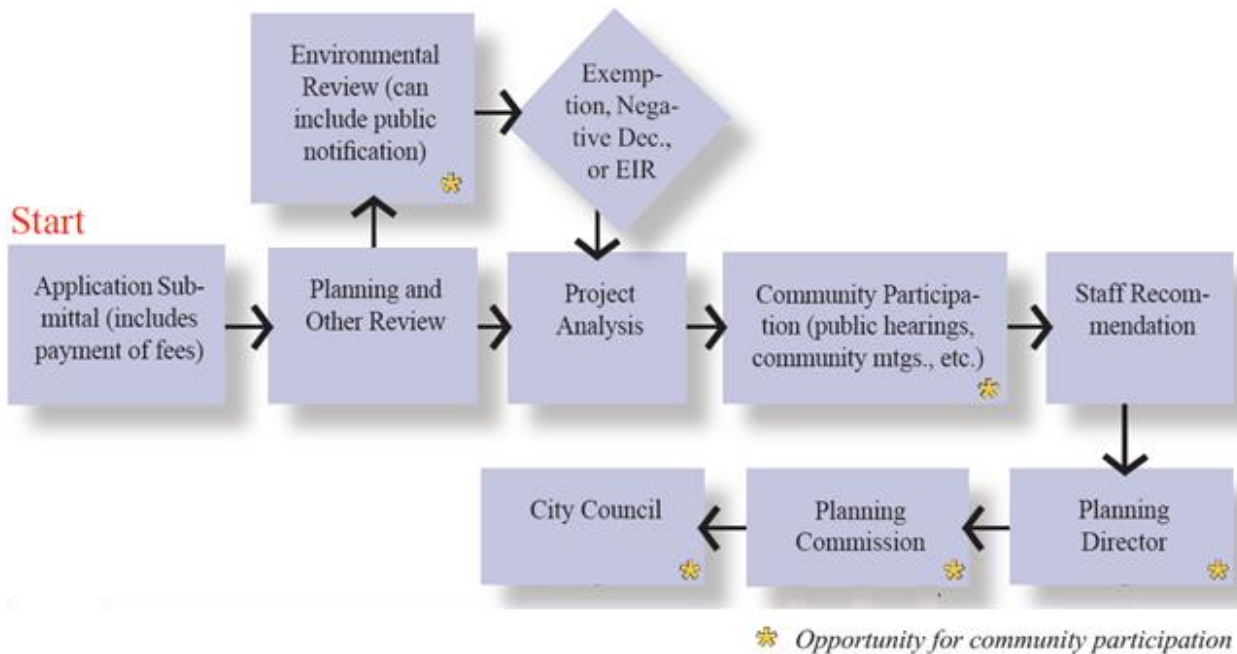 Environmental
Review (can
include public
notification)
Exemp-
tion, Nega-
tive Dec.,
or EIR
Start
Application Sub-
mittal (includes
payment of fees)
Planning and
Other Review
Project
Analysis
Community Participa-
tion (public hearings,
community mtgs., etc.)
Staff Recom-
mendation
City Council
Planning
Commission
Planning
Director
Opportunity for community participation